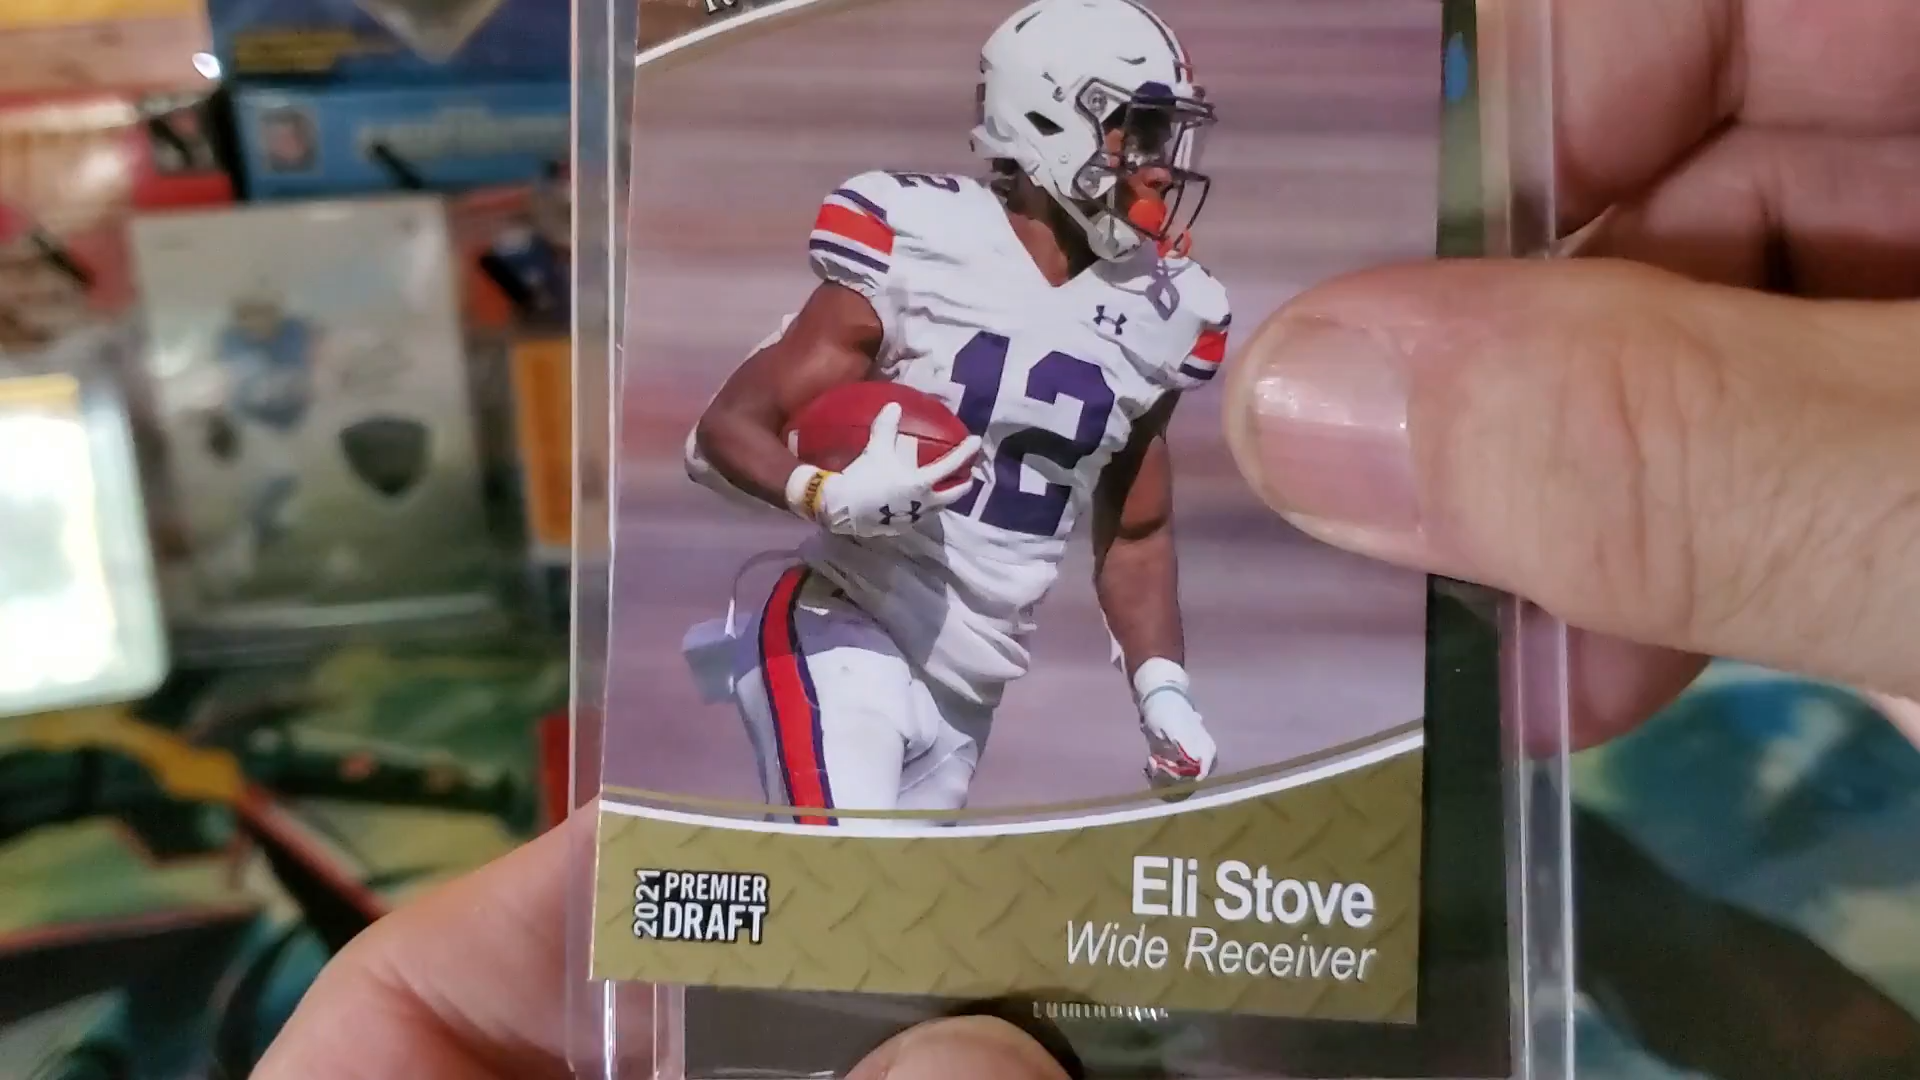 12
12
2021
PREMIER
DRAFT
Eli Stove
Wide Receiver